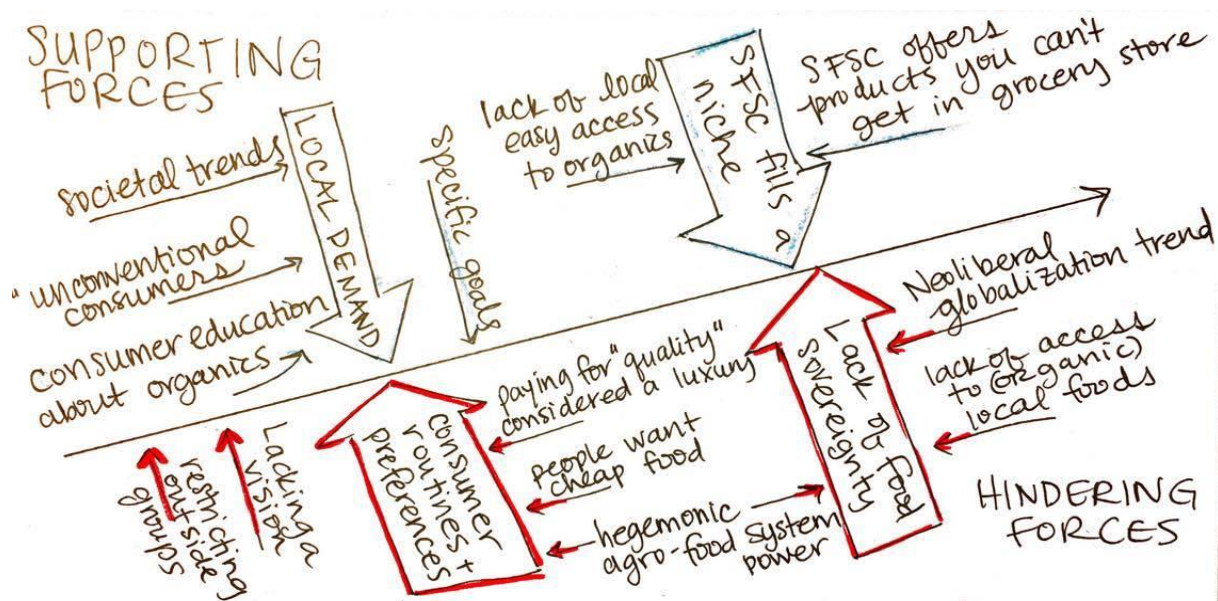 SUPPORTING
FORCES
societal trends
"unconventional
consumers
consumer education
about organics
LOCAL DEMAND
specific goals
lack of local
easy access
to organics
SFSC fills a
niche
SFSC offers
products you can't
get in grocery store
restricting
outside
groups
Lacking a
vision
consumer
routines +
preferences
paying for "quality"
considered a luxury
people want
cheap food
hegemonic
agro-food system
power
Lack of food
sovereignty
Neoliberal
globalization trend
lack of access
to (organic)
local foods
HINDERING
FORCES